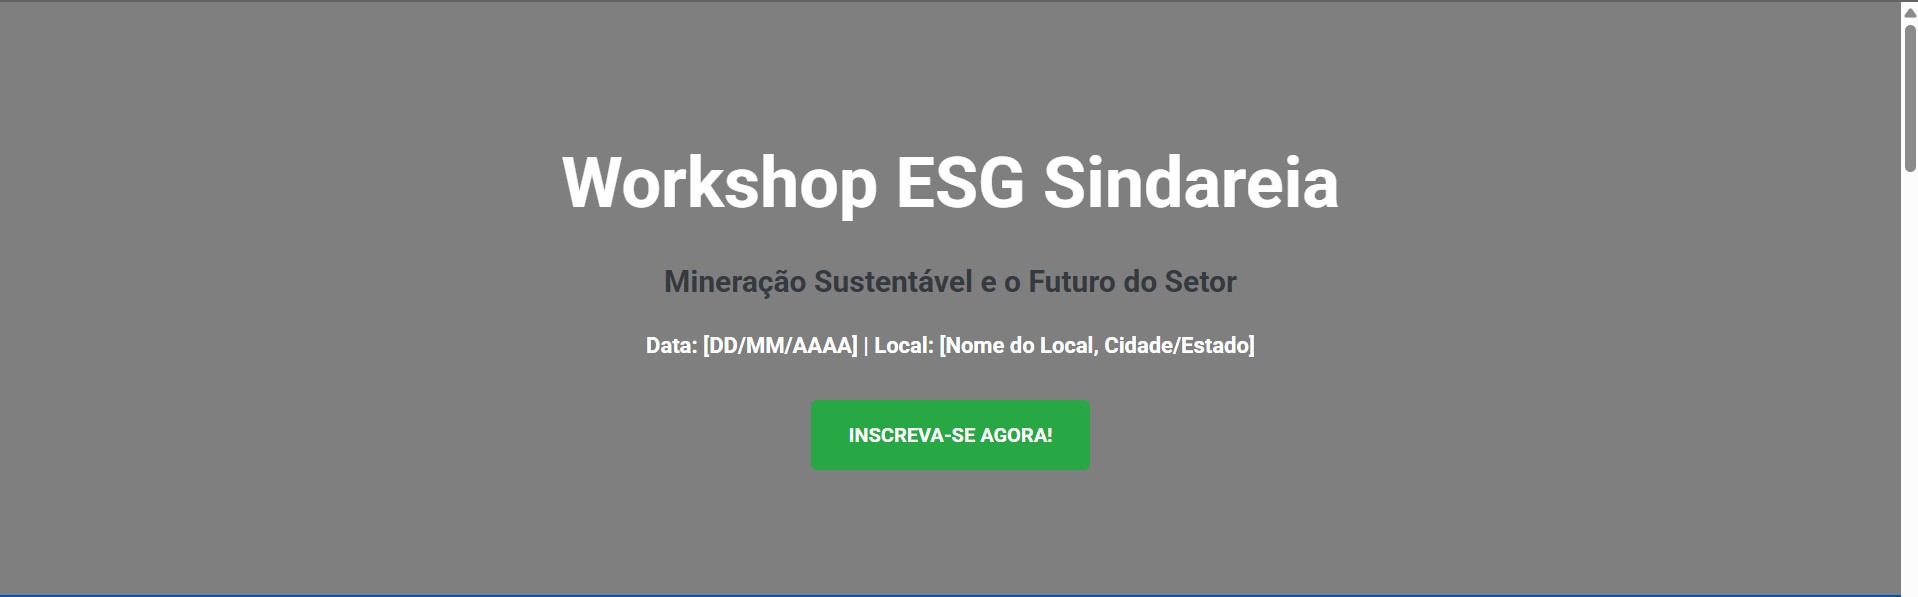 Workshop ESG Sindareia
Mineração Sustentável e o Futuro do Setor
Data: [DD/MM/AAAA] | Local: [Nome do Local, Cidade/Estado]
INSCREVA-SE AGORA!